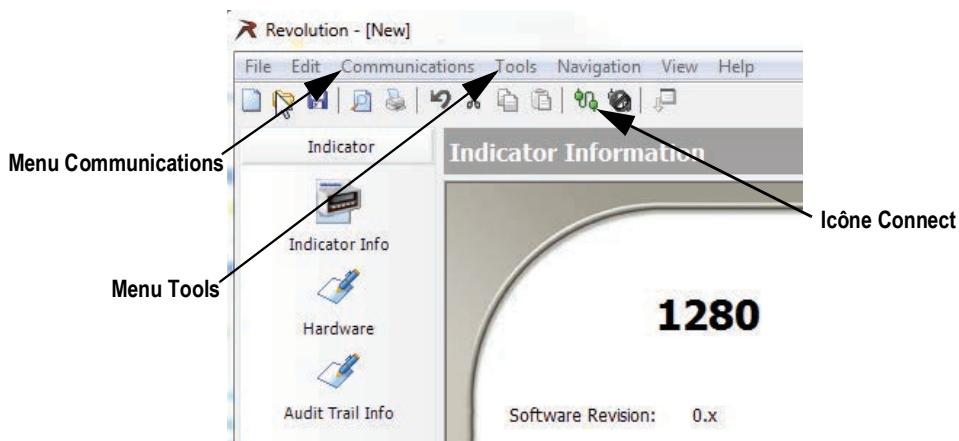 Revolution - [New]
File Edit Communications Tools Navigation View Help
Indicator
Indicator Information
Menu Communications
Icône Connect
Indicator Info
Menu Tools
1280
Hardware
Audit Trail Info
Software Revision: 0.x